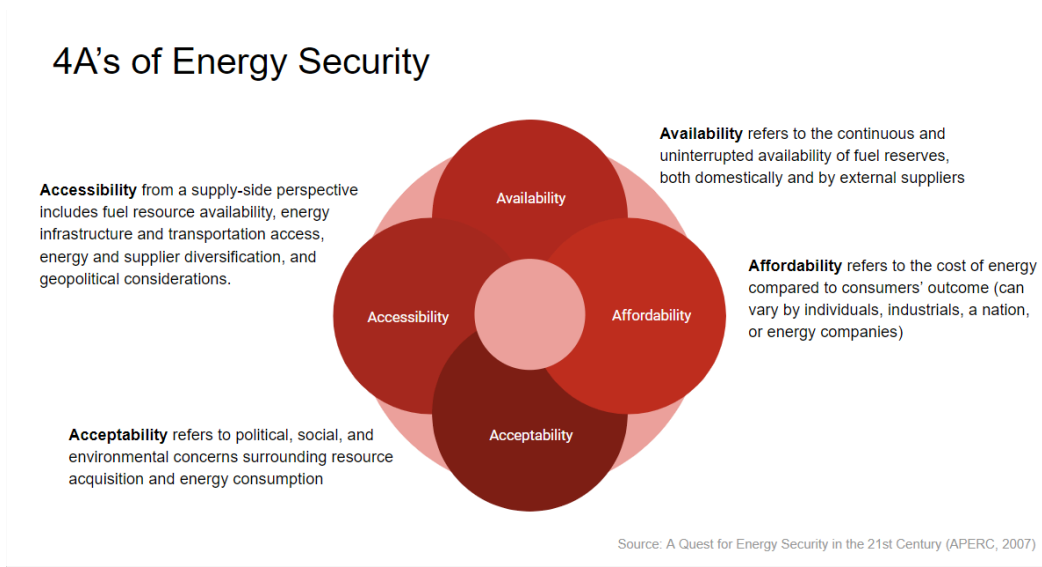 4A’s of Energy Security
Availability refers to the continuous and
uninterrupted availability of fuel reserves,
both domestically and by external suppliers
Accessibility from a supply-side perspective
includes fuel resource availability, energy
infrastructure and transportation access,
energy and supplier diversification, and
geopolitical considerations.
Availability
Affordability refers to the cost of energy
compared to consumers’ outcome (can
vary by individuals, industrials, a nation,
or energy companies)
Accessibility
Affordability
Acceptability refers to political, social, and
environmental concerns surrounding resource
acquisition and energy consumption
Acceptability
Source: A Quest for Energy Security in the 21st Century (APERC, 2007)